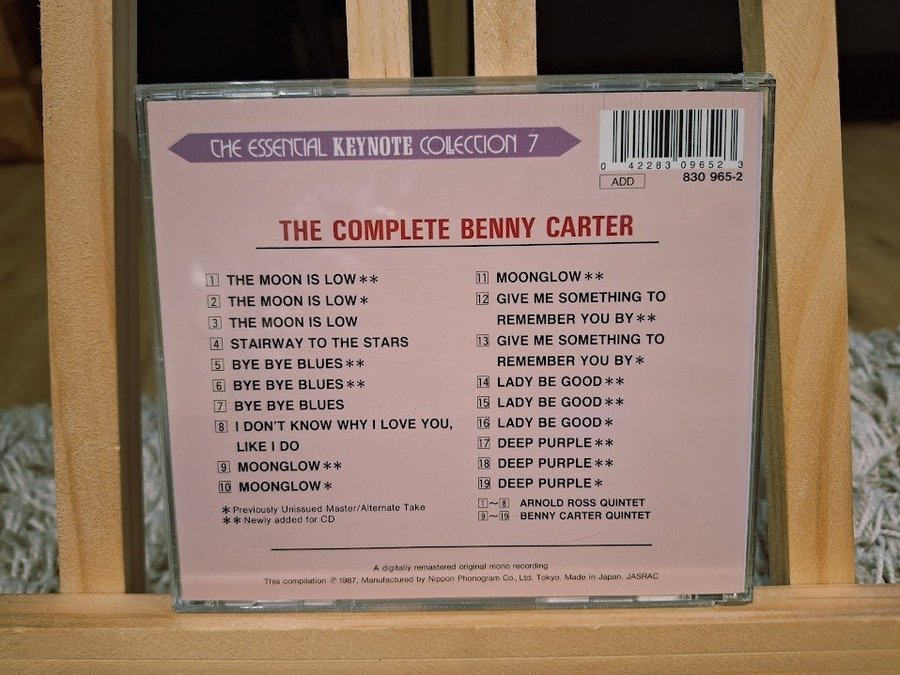 THE ESSENTIAL KEYNOTE COLLECTION 7
0 42283 09652 3
ADD 830 965-2
THE COMPLETE BENNY CARTER
1 THE MOON IS LOW**
2 THE MOON IS LOW*
3 THE MOON IS LOW
4 STAIRWAY TO THE STARS
5 BYE BYE BLUES**
6 BYE BYE BLUES**
7 BYE BYE BLUES
8 I DON'T KNOW WHY I LOVE YOU,
LIKE I DO
9 MOONGLOW**
10 MOONGLOW*
* Previously Unissued Master/Alternate Take
** Newly added for CD
11 MOONGLOW**
12 GIVE ME SOMETHING TO
REMEMBER YOU BY**
13 GIVE ME SOMETHING TO
REMEMBER YOU BY*
14 LADY BE GOOD**
15 LADY BE GOOD**
16 LADY BE GOOD*
17 DEEP PURPLE**
18 DEEP PURPLE**
19 DEEP PURPLE*
1~8 ARNOLD ROSS QUINTET
9~19 BENNY CARTER QUINTET
A digitally remastered original mono recording
This compilation ℗ 1987, Manufactured by Nippon Phonogram Co., Ltd. Tokyo. Made in Japan. JASRAC